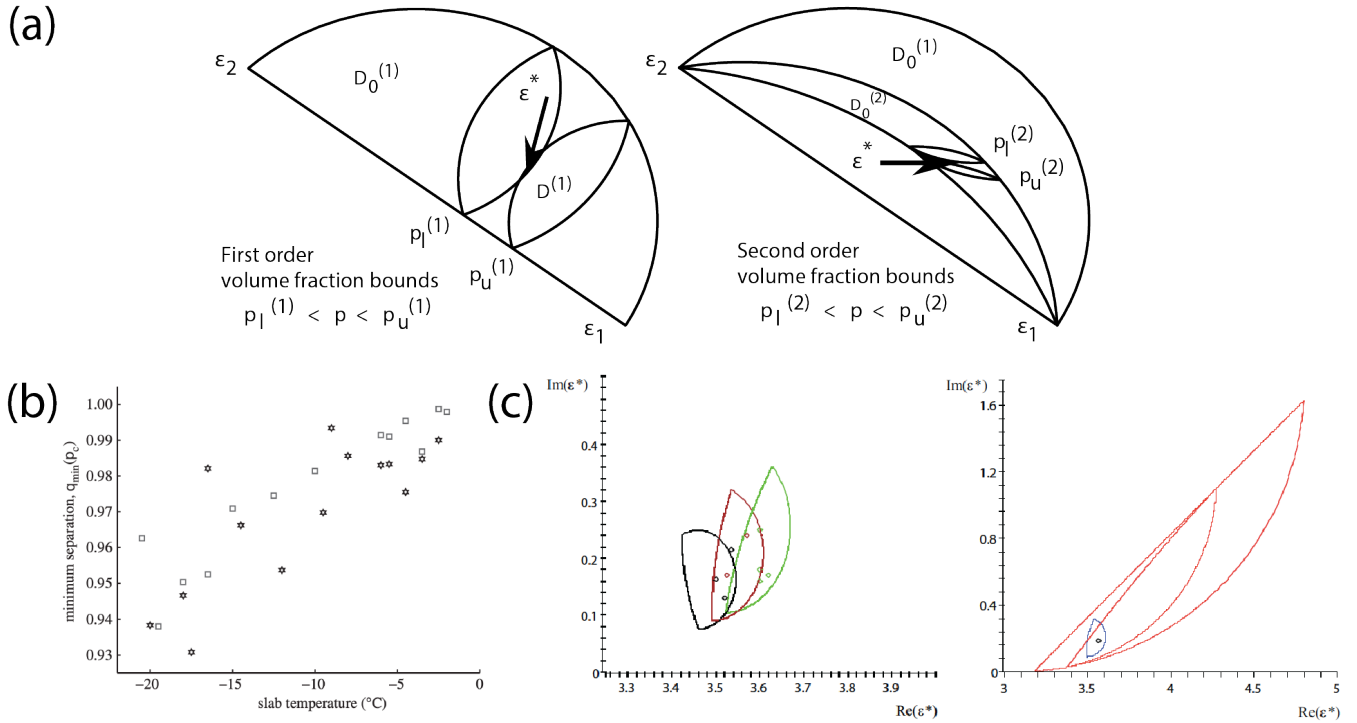 (a)
ε2
D0(1)
ε*
D(1)
pl(1)
pu(1)
ε1
First order
volume fraction bounds
pl(1) < p < pu(1)
ε2
D0(1)
D0(2)
ε*
pl(2)
pu(2)
ε1
Second order
volume fraction bounds
pl(2) < p < pu(2)
(b)
minimum separation, qmin(pc)
1.00
0.99
0.98
0.97
0.96
0.95
0.94
0.93
−20
−15
−10
−5
0
slab temperature (°C)
(c)
Im(ε*)
0.4
0.3
0.2
0.1
0
3.3
3.4
3.5
3.6
3.7
3.8
3.9
Re(ε*)
Im(ε*)
1.6
1.2
0.8
0.4
0
3
3.5
4
4.5
5
Re(ε*)